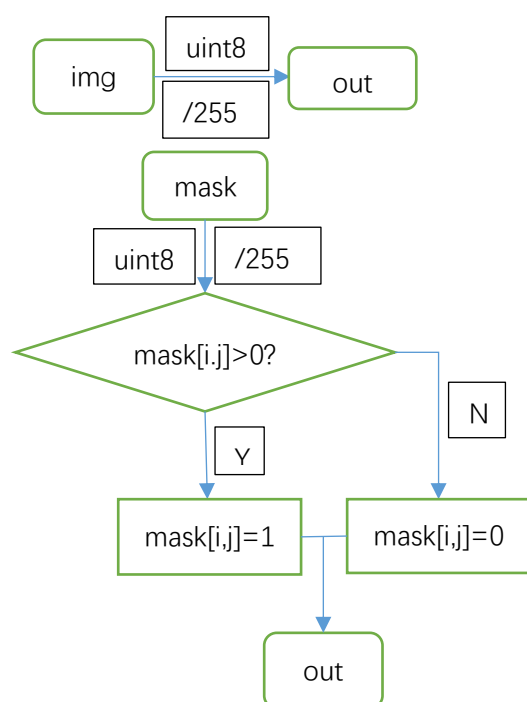 uint8
img
out
/255
mask
uint8
/255
mask[i.j]>0?
N
Y
mask[i,j]=1
mask[i,j]=0
out